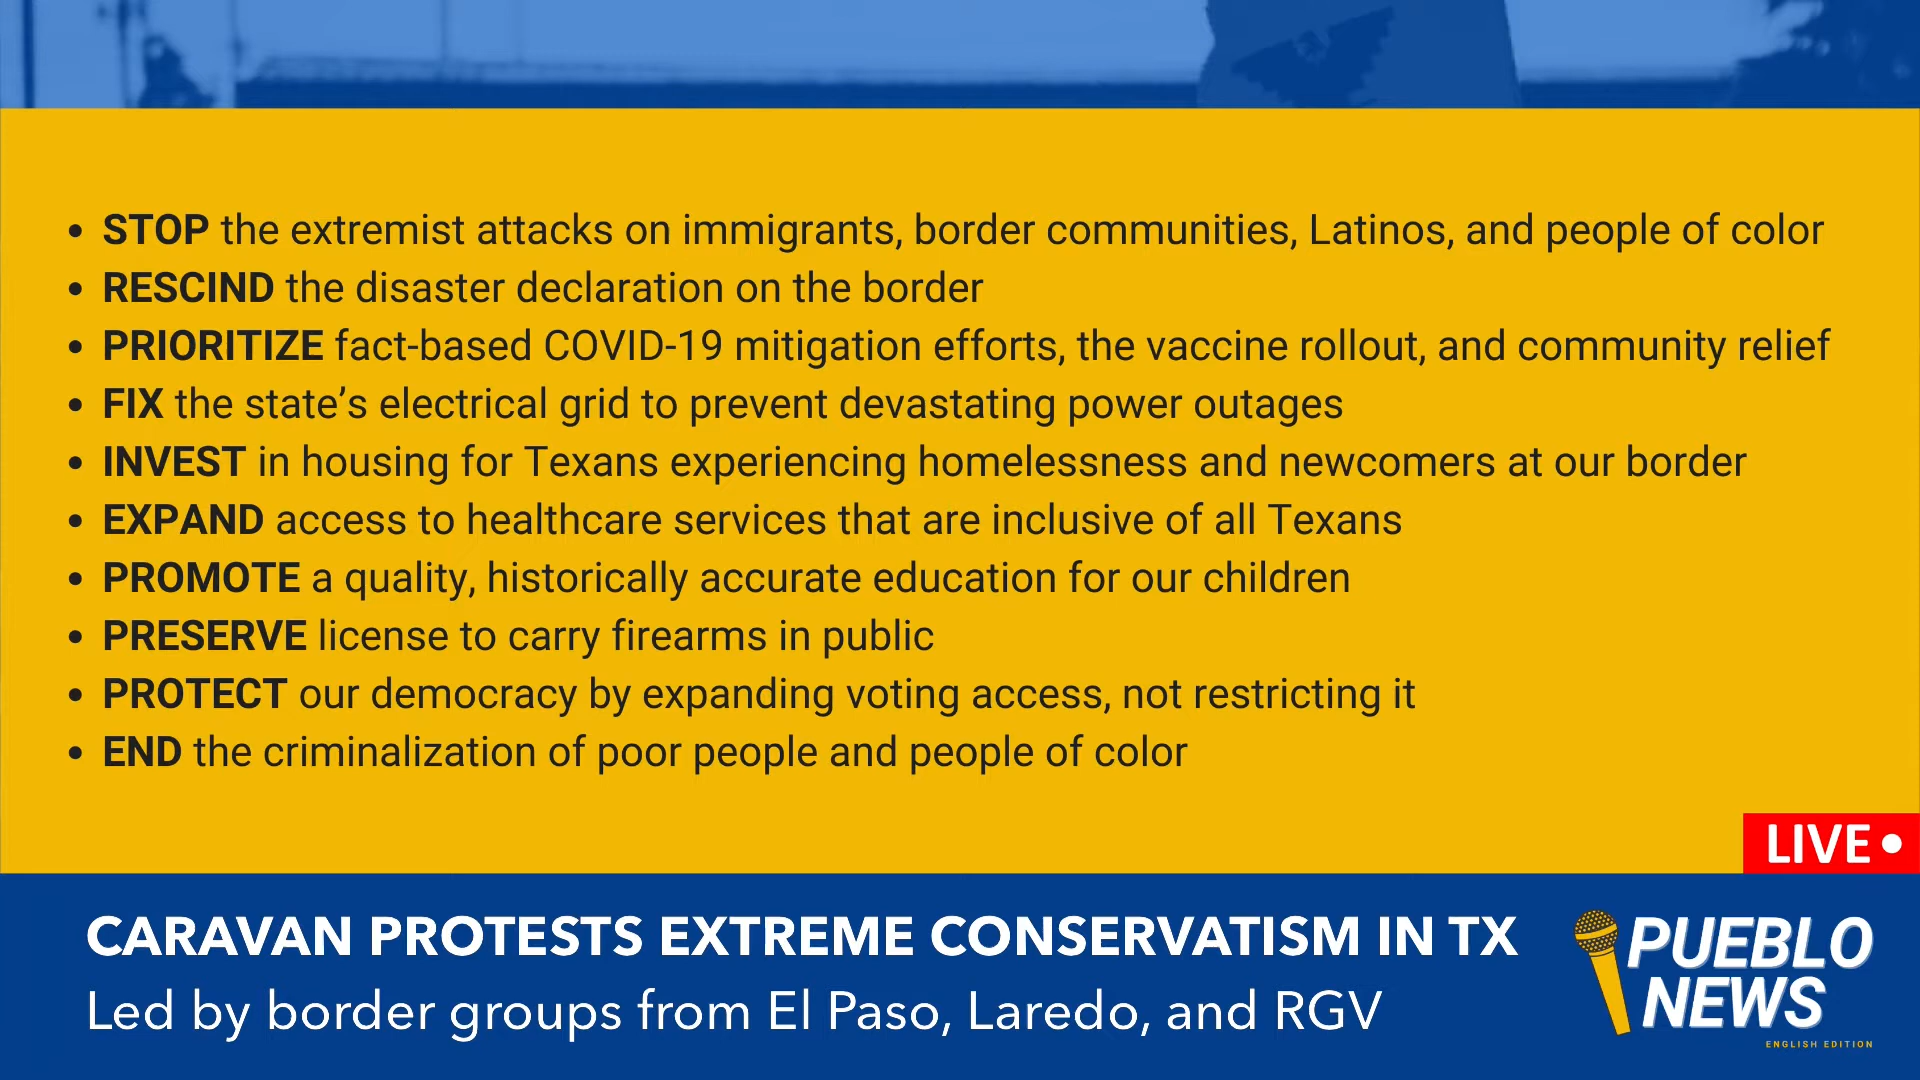 • STOP the extremist attacks on immigrants, border communities, Latinos, and people of color
• RESCIND the disaster declaration on the border
• PRIORITIZE fact-based COVID-19 mitigation efforts, the vaccine rollout, and community relief
• FIX the state’s electrical grid to prevent devastating power outages
• INVEST in housing for Texans experiencing homelessness and newcomers at our border
• EXPAND access to healthcare services that are inclusive of all Texans
• PROMOTE a quality, historically accurate education for our children
• PRESERVE license to carry firearms in public
• PROTECT our democracy by expanding voting access, not restricting it
• END the criminalization of poor people and people of color
LIVE
CARAVAN PROTESTS EXTREME CONSERVATISM IN TX
Led by border groups from El Paso, Laredo, and RGV
PUEBLO
NEWS
ENGLISH EDITION